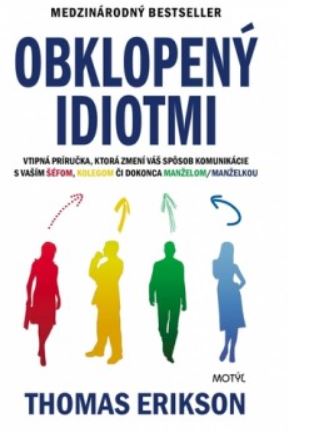 MEDZINÁRODNÝ BESTSELLER
OBKLOPENÝ
IDIOTMI
VTIPNÁ PRÍRUČKA, KTORÁ ZMENÍ VÁŠ SPÔSOB KOMUNIKÁCIE
S VAŠÍM ŠÉFOM, KOLEGOM ČI DOKONCA MANŽELOM/MANŽELKOU
MOTÝĽ
THOMAS ERIKSON